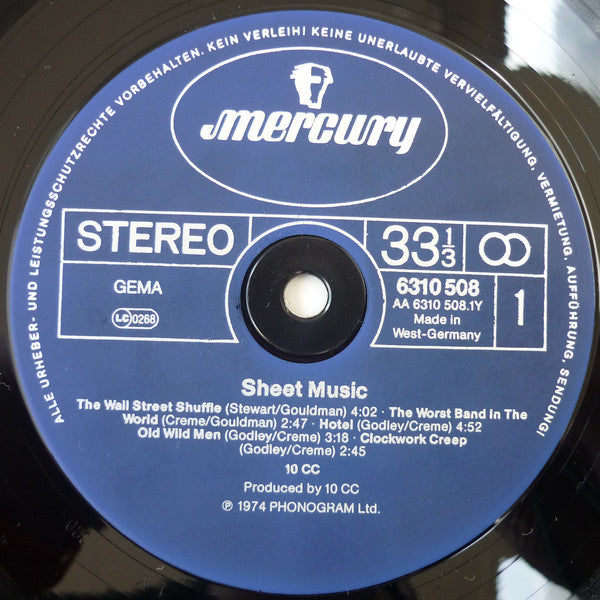 ALLE URHEBER- UND LEISTUNGSSCHUTZRECHTE VORBEHALTEN. KEIN VERLEIH! KEINE UNERLAUBTE VERVIELFÄLTIGUNG, VERMIETUNG, AUFFÜHRUNG, SENDUNG!
mercury
STEREO
33 1/3
GEMA
LC 0268
6310 508
AA 6310 508.1Y
Made in
West-Germany
1
Sheet Music
The Wall Street Shuffle (Stewart/Gouldman) 4:02 · The Worst Band In The
World (Creme/Gouldman) 2:47 · Hotel (Godley/Creme) 4:52
Old Wild Men (Godley/Creme) 3:18 · Clockwork Creep
(Godley/Creme) 2:45
10 CC
Produced by 10 CC
℗ 1974 PHONOGRAM Ltd.